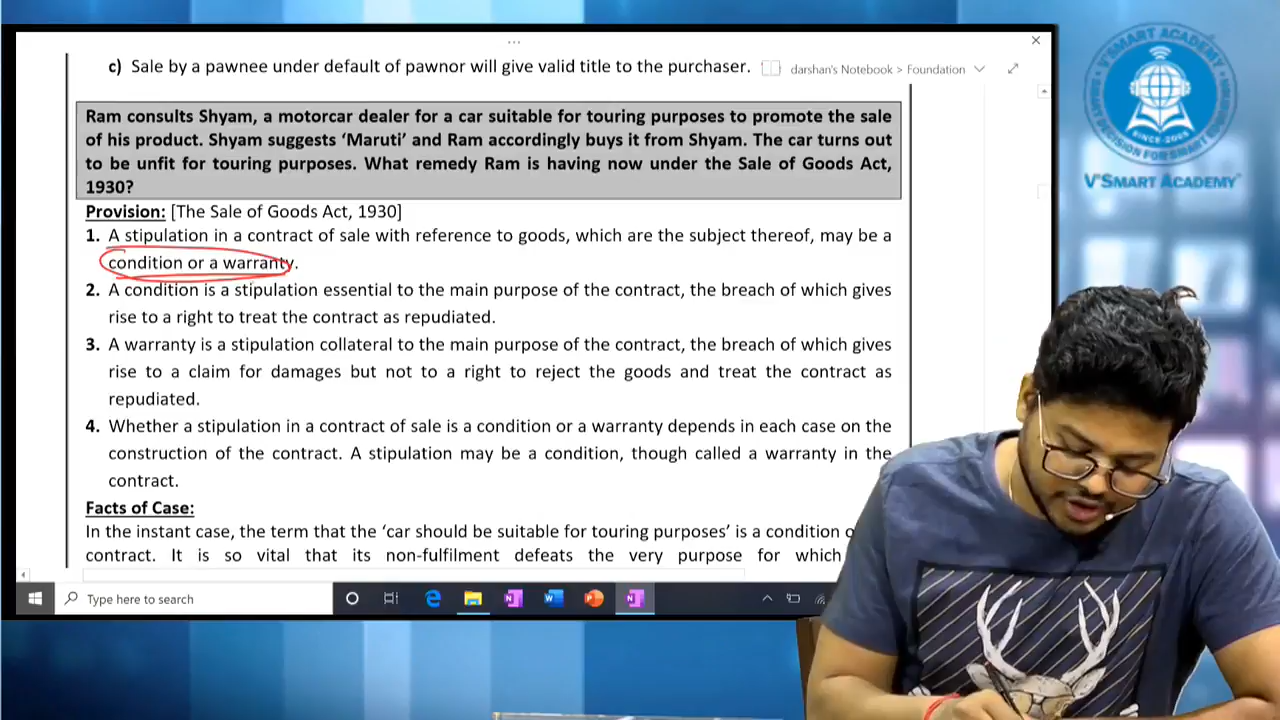 c) Sale by a pawnee under default of pawnor will give valid title to the purchaser.
darshan's Notebook > Foundation
Ram consults Shyam, a motorcar dealer for a car suitable for touring purposes to promote the sale
of his product. Shyam suggests ‘Maruti’ and Ram accordingly buys it from Shyam. The car turns out
to be unfit for touring purposes. What remedy Ram is having now under the Sale of Goods Act,
1930?
Provision: [The Sale of Goods Act, 1930]
1. A stipulation in a contract of sale with reference to goods, which are the subject thereof, may be a
condition or a warranty.
2. A condition is a stipulation essential to the main purpose of the contract, the breach of which gives
rise to a right to treat the contract as repudiated.
3. A warranty is a stipulation collateral to the main purpose of the contract, the breach of which gives
rise to a claim for damages but not to a right to reject the goods and treat the contract as
repudiated.
4. Whether a stipulation in a contract of sale is a condition or a warranty depends in each case on the
construction of the contract. A stipulation may be a condition, though called a warranty in the
contract.
Facts of Case:
In the instant case, the term that the ‘car should be suitable for touring purposes’ is a condition
contract. It is so vital that its non-fulfilment defeats the very purpose for which
Type here to search
V'SMART ACADEMY
SINCE-2005
V'SMART ACADEMY